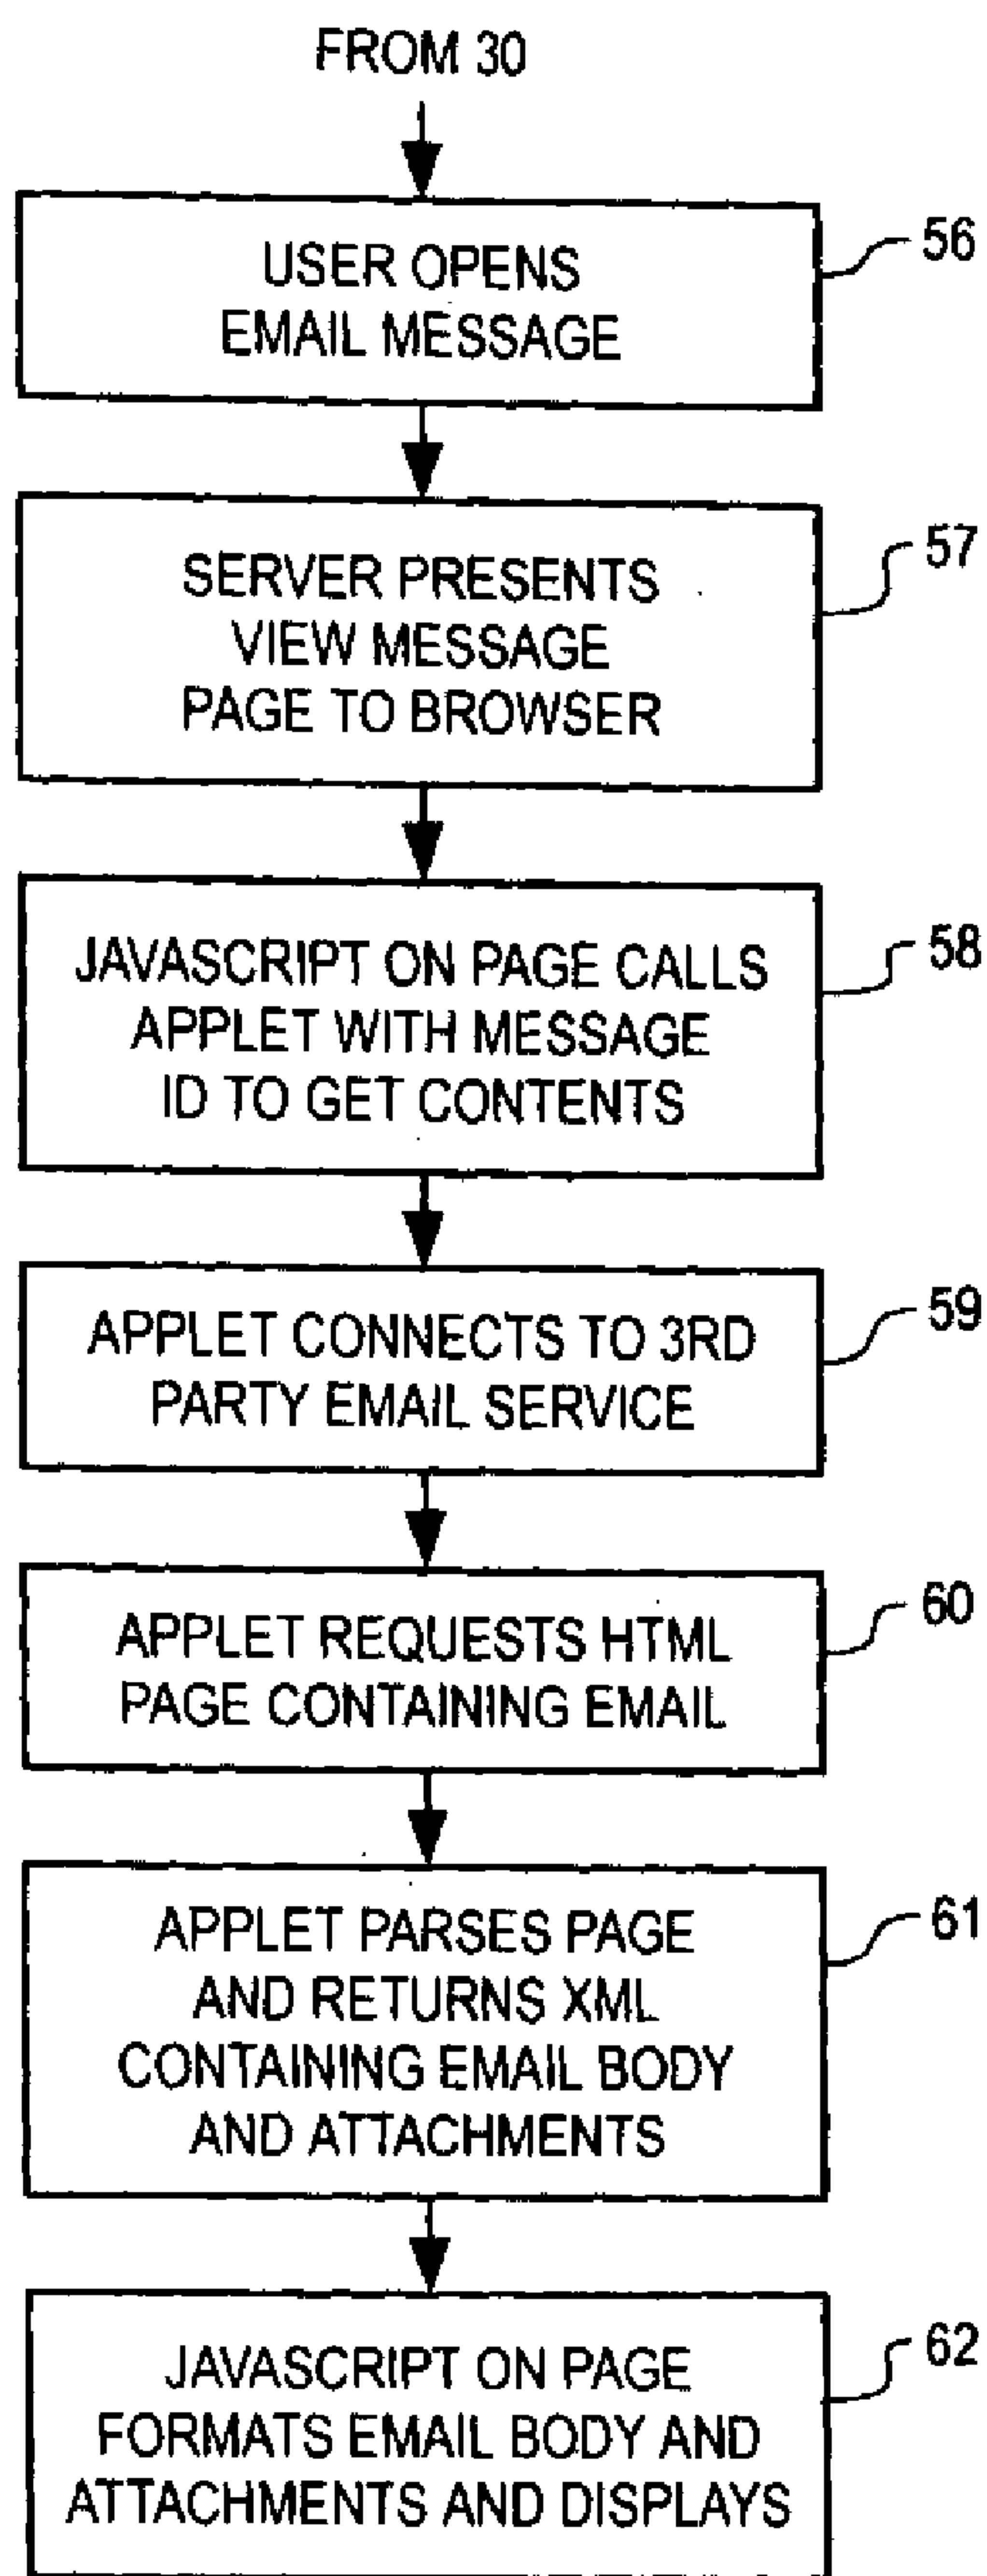 FROM 30
USER OPENS
EMAIL MESSAGE
56
SERVER PRESENTS
VIEW MESSAGE
PAGE TO BROWSER
57
JAVASCRIPT ON PAGE CALLS
APPLET WITH MESSAGE
ID TO GET CONTENTS
58
APPLET CONNECTS TO 3RD
PARTY EMAIL SERVICE
59
APPLET REQUESTS HTML
PAGE CONTAINING EMAIL
60
APPLET PARSES PAGE
AND RETURNS XML
CONTAINING EMAIL BODY
AND ATTACHMENTS
61
JAVASCRIPT ON PAGE
FORMATS EMAIL BODY AND
ATTACHMENTS AND DISPLAYS
62